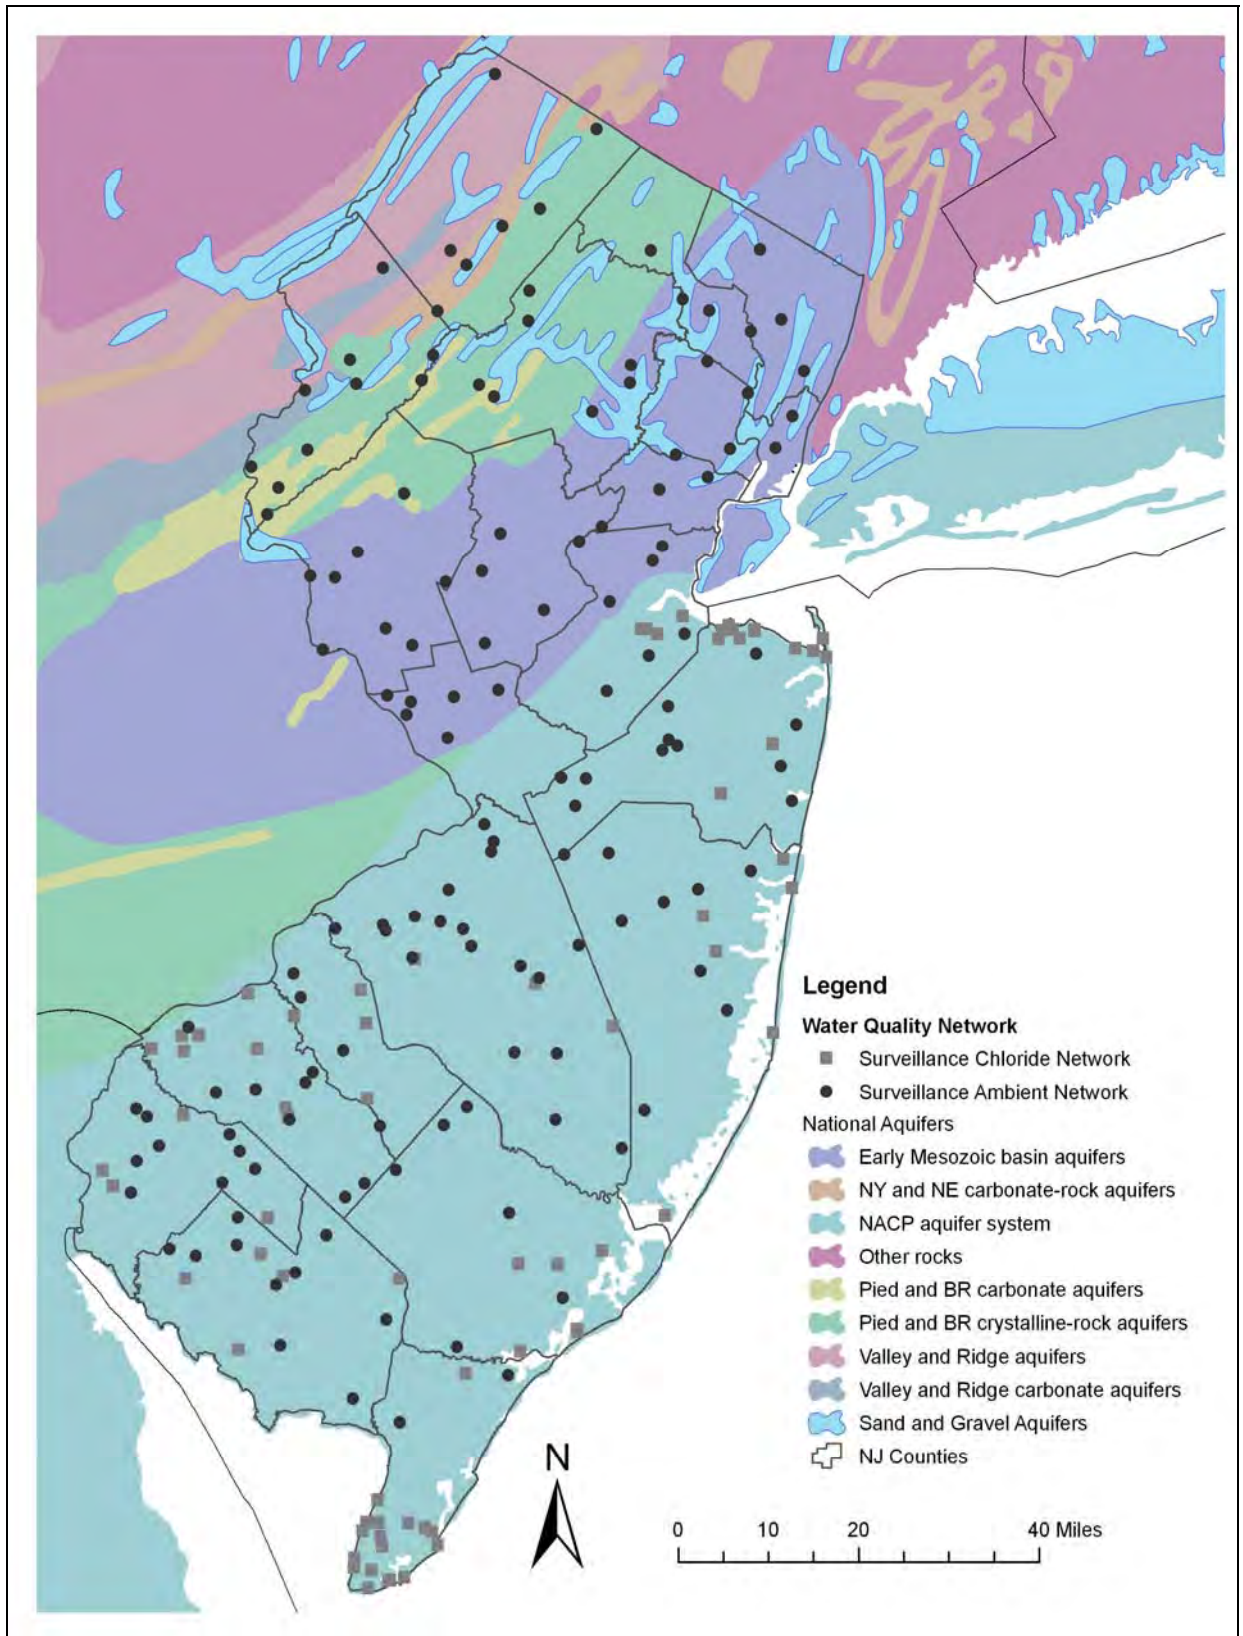 Legend
Water Quality Network
Surveillance Chloride Network
Surveillance Ambient Network
National Aquifers
Early Mesozoic basin aquifers
NY and NE carbonate-rock aquifers
NACP aquifer system
Other rocks
Pied and BR carbonate aquifers
Pied and BR crystalline-rock aquifers
Valley and Ridge aquifers
Valley and Ridge carbonate aquifers
Sand and Gravel Aquifers
NJ Counties
N
0 10 20 40 Miles